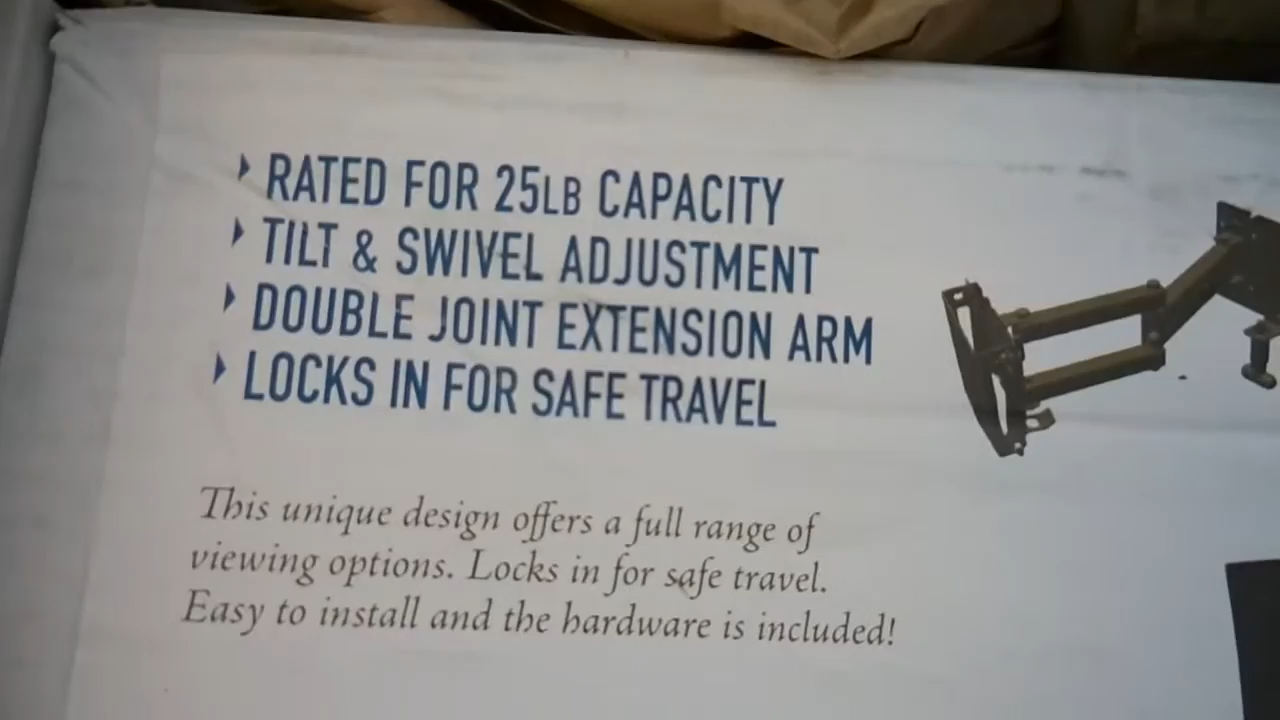 RATED FOR 25LB CAPACITY
TILT & SWIVEL ADJUSTMENT
DOUBLE JOINT EXTENSION ARM
LOCKS IN FOR SAFE TRAVEL
This unique design offers a full range of
viewing options. Locks in for safe travel.
Easy to install and the hardware is included!